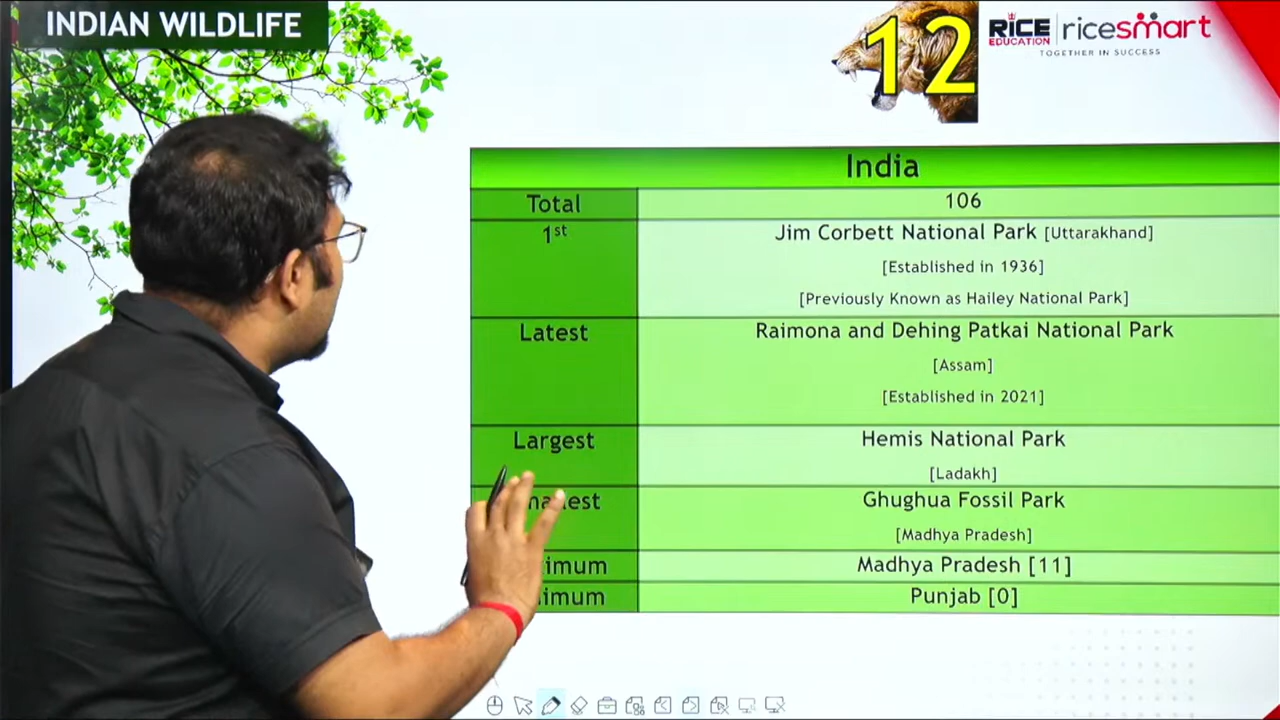 INDIAN WILDLIFE
12
RICE
EDUCATION
ricesmart
TOGETHER IN SUCCESS
India
Total 106
1st Jim Corbett National Park [Uttarakhand]
[Established in 1936]
[Previously Known as Hailey National Park]
Latest Raimona and Dehing Patkai National Park
[Assam]
[Established in 2021]
Largest Hemis National Park
[Ladakh]
Ghughua Fossil Park
[Madhya Pradesh]
Madhya Pradesh [11]
Punjab [0]